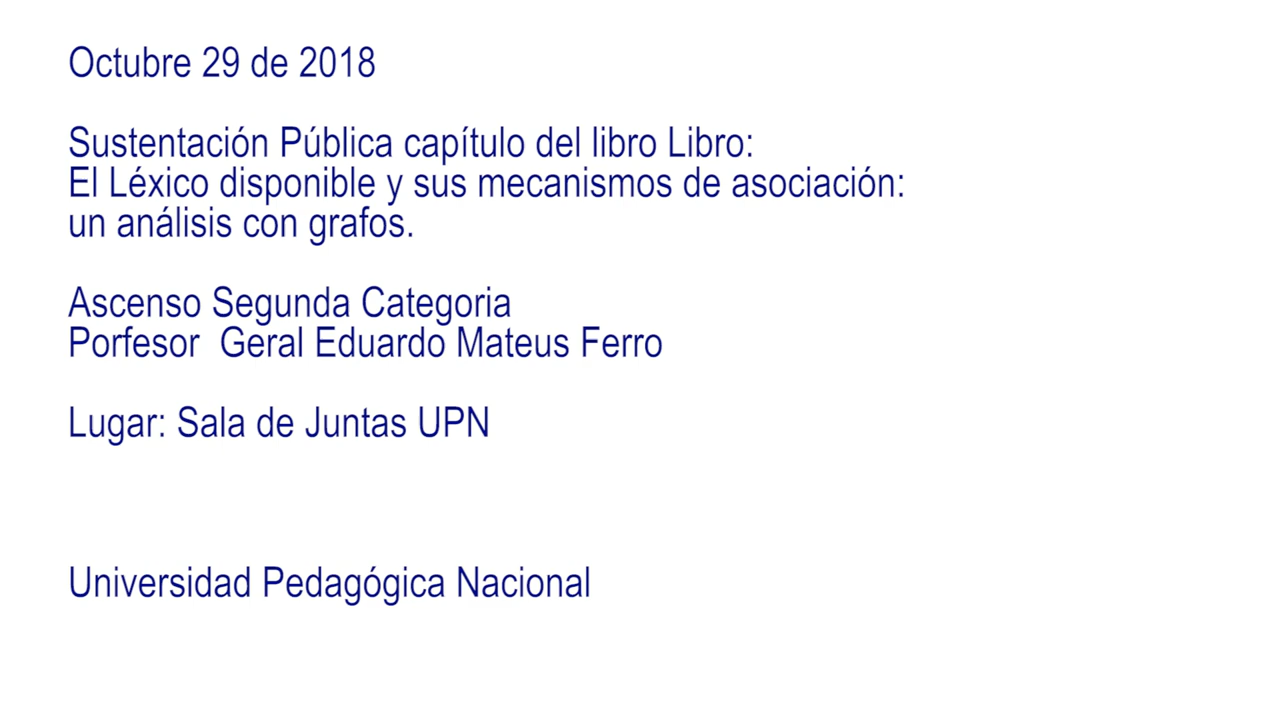 Octubre 29 de 2018
Sustentación Pública capítulo del libro Libro:
El Léxico disponible y sus mecanismos de asociación:
un análisis con grafos.
Ascenso Segunda Categoria
Porfesor  Geral Eduardo Mateus Ferro
Lugar: Sala de Juntas UPN
Universidad Pedagógica Nacional